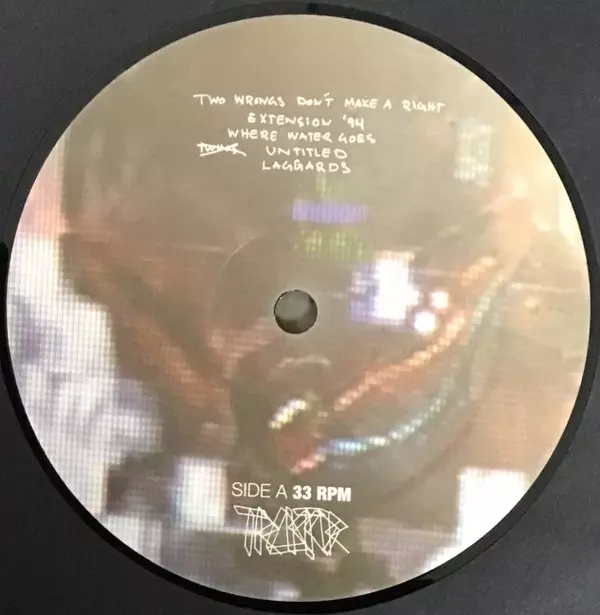 TWO WRONGS DON'T MAKE A RIGHT
EXTENSION '94
WHERE WATER GOES
UNTITLED
LAGGARDS
SIDE A 33 RPM